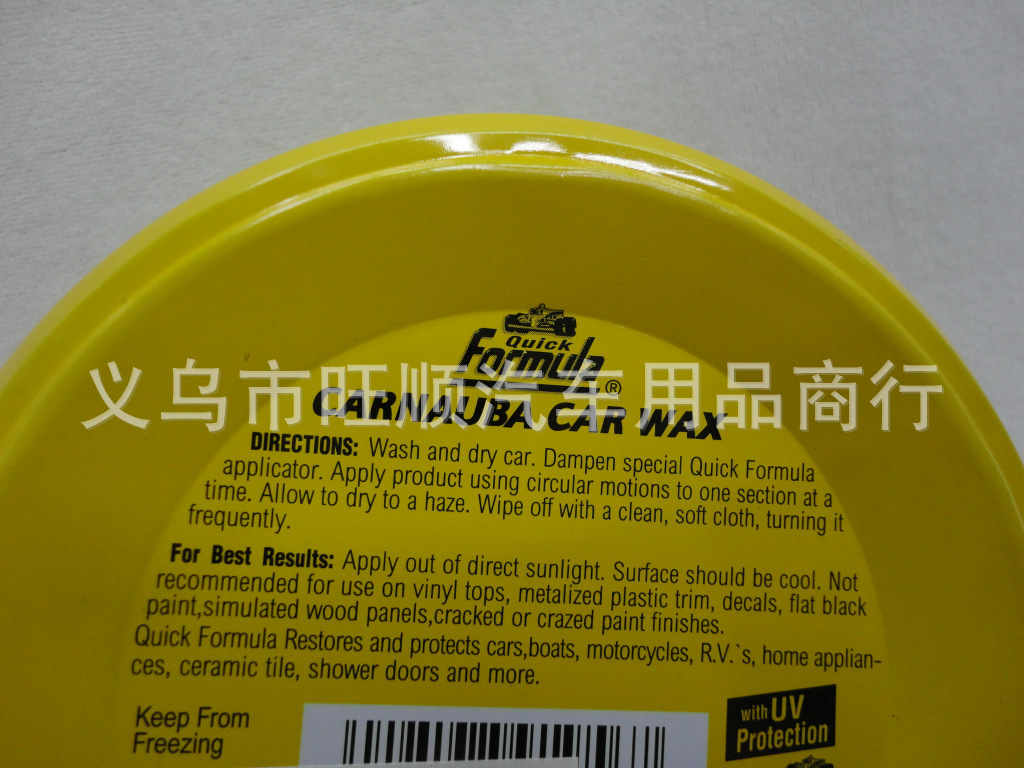 Quick
Formula®
义乌市旺顺汽车用品商行
CARNAUBA CAR WAX
DIRECTIONS: Wash and dry car. Dampen special Quick Formula
applicator. Apply product using circular motions to one section at a
time. Allow to dry to a haze. Wipe off with a clean, soft cloth, turning it
frequently.
For Best Results: Apply out of direct sunlight. Surface should be cool. Not
recommended for use on vinyl tops, metalized plastic trim, decals, flat black
paint,simulated wood panels,cracked or crazed paint finishes.
Quick Formula Restores and protects cars,boats, motorcycles, R.V.`s, home applian-
ces, ceramic tile, shower doors and more.
Keep From
Freezing
with UV
Protection